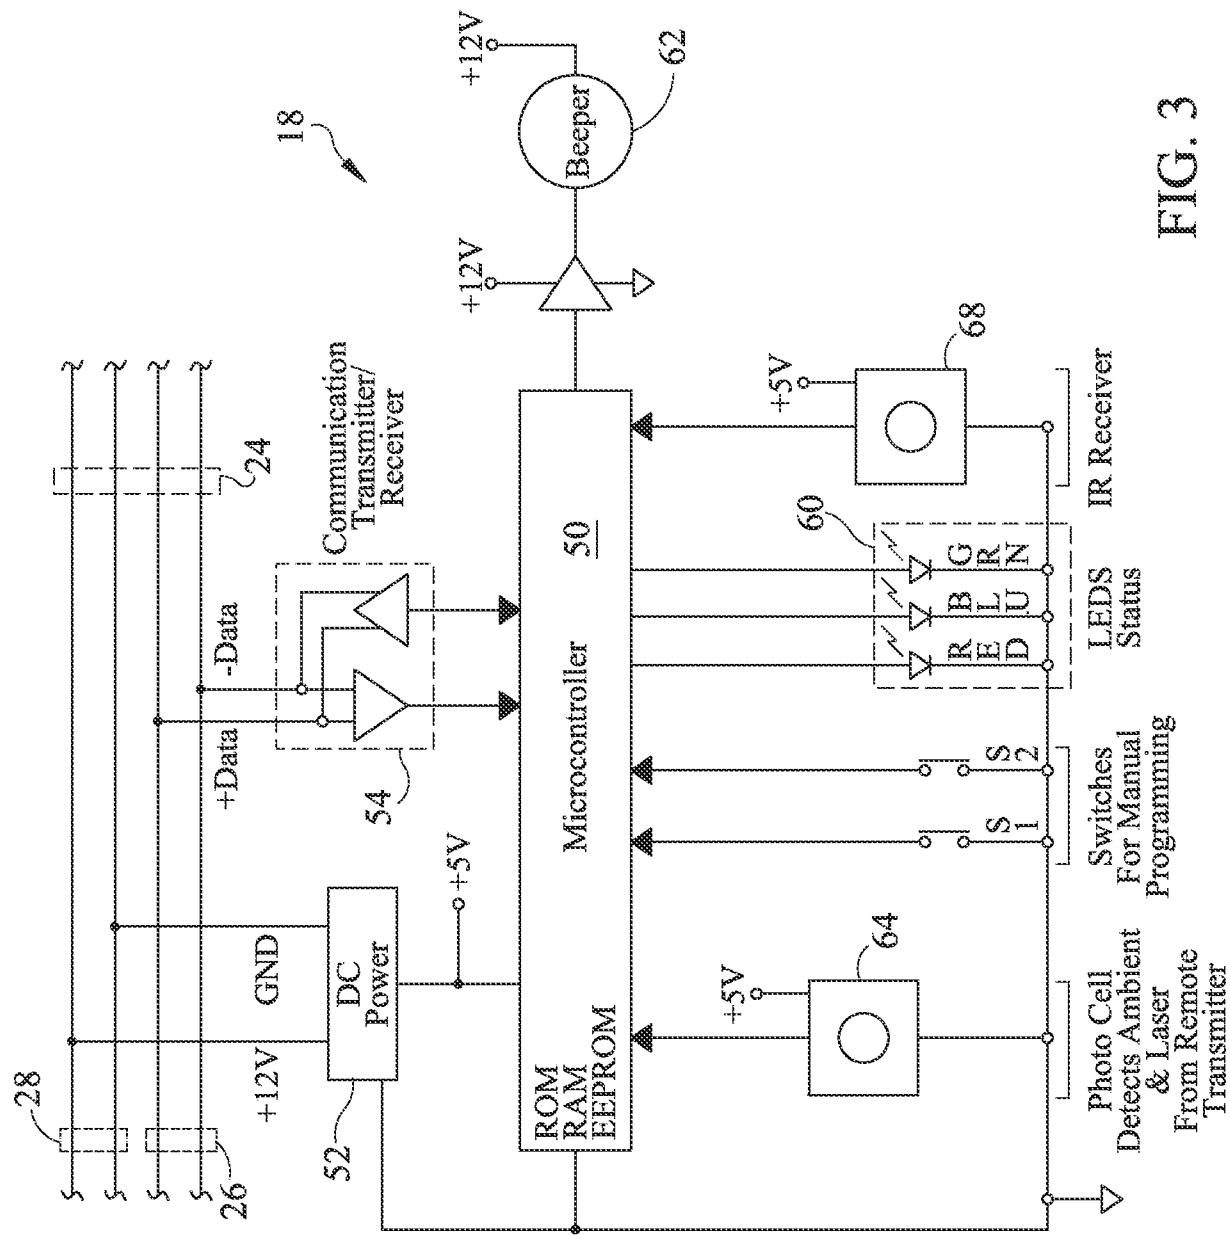 28
26
+12V
GND
+Data
-Data
24
18
Communication
Transmitter/
Receiver
52
DC
Power
54
+5V
+12V
+12V
ROM
RAM
EEPROM
Microcontroller
50
Beeper
62
+5V
64
+5V
60
68
S
1
S
2
R
E
D
B
L
U
G
R
N
Photo Cell
Detects Ambient
& Laser
From Remote
Transmitter
Switches
For Manual
Programming
LEDS
Status
IR Receiver
FIG. 3